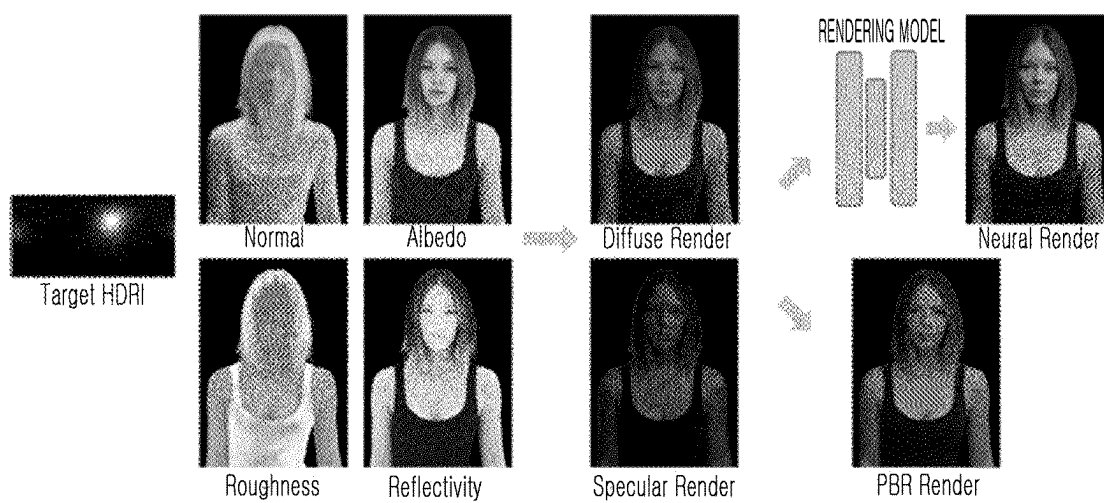 RENDERING MODEL
Normal
Albedo
Diffuse Render
Neural Render
Target HDRI
Roughness
Reflectivity
Specular Render
PBR Render